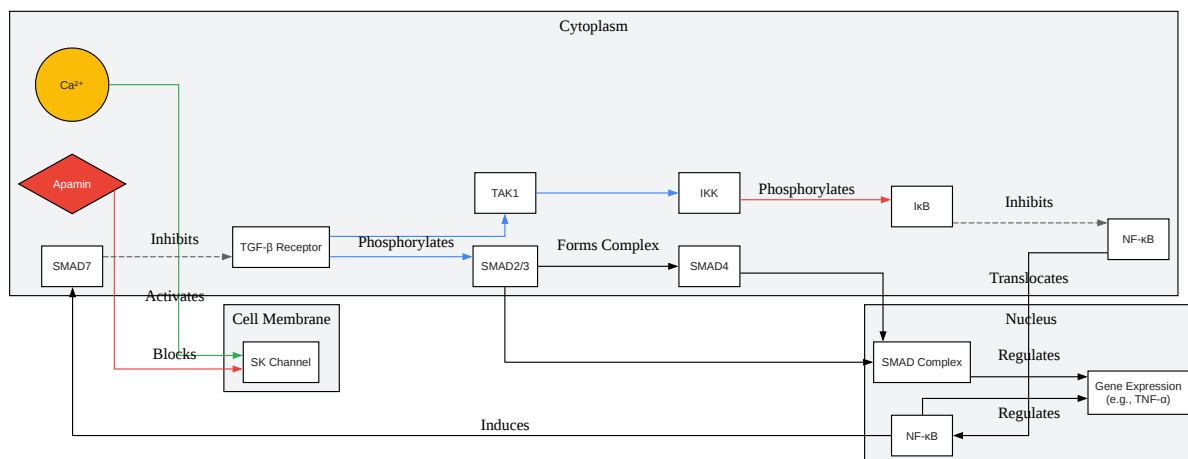 Cytoplasm
Ca²⁺
Apamin
TAK1
IKK
Phosphorylates
IκB
Inhibits
NF-κB
Inhibits
TGF-β Receptor
Phosphorylates
Forms Complex
SMAD7
SMAD2/3
SMAD4
Translocates
Activates
Cell Membrane
Nucleus
Blocks
SK Channel
SMAD Complex
Regulates
Gene Expression
(e.g., TNF-α)
Regulates
Induces
NF-κB